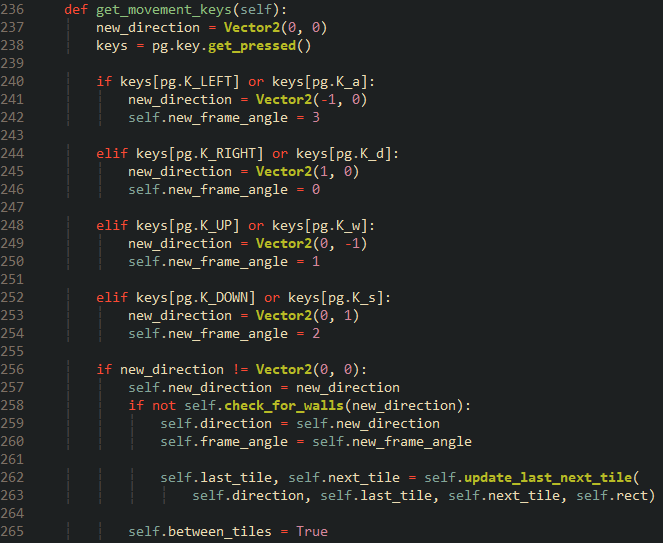 236 def get_movement_keys(self):
237 new_direction = Vector2(0, 0)
238 keys = pg.key.get_pressed()
239
240 if keys[pg.K_LEFT] or keys[pg.K_a]:
241 new_direction = Vector2(-1, 0)
242 self.new_frame_angle = 3
243
244 elif keys[pg.K_RIGHT] or keys[pg.K_d]:
245 new_direction = Vector2(1, 0)
246 self.new_frame_angle = 0
247
248 elif keys[pg.K_UP] or keys[pg.K_w]:
249 new_direction = Vector2(0, -1)
250 self.new_frame_angle = 1
251
252 elif keys[pg.K_DOWN] or keys[pg.K_s]:
253 new_direction = Vector2(0, 1)
254 self.new_frame_angle = 2
255
256 if new_direction != Vector2(0, 0):
257 self.new_direction = new_direction
258 if not self.check_for_walls(new_direction):
259 self.direction = self.new_direction
260 self.frame_angle = self.new_frame_angle
261
262 self.last_tile, self.next_tile = self.update_last_next_tile(
263 self.direction, self.last_tile, self.next_tile, self.rect)
264
265 self.between_tiles = True